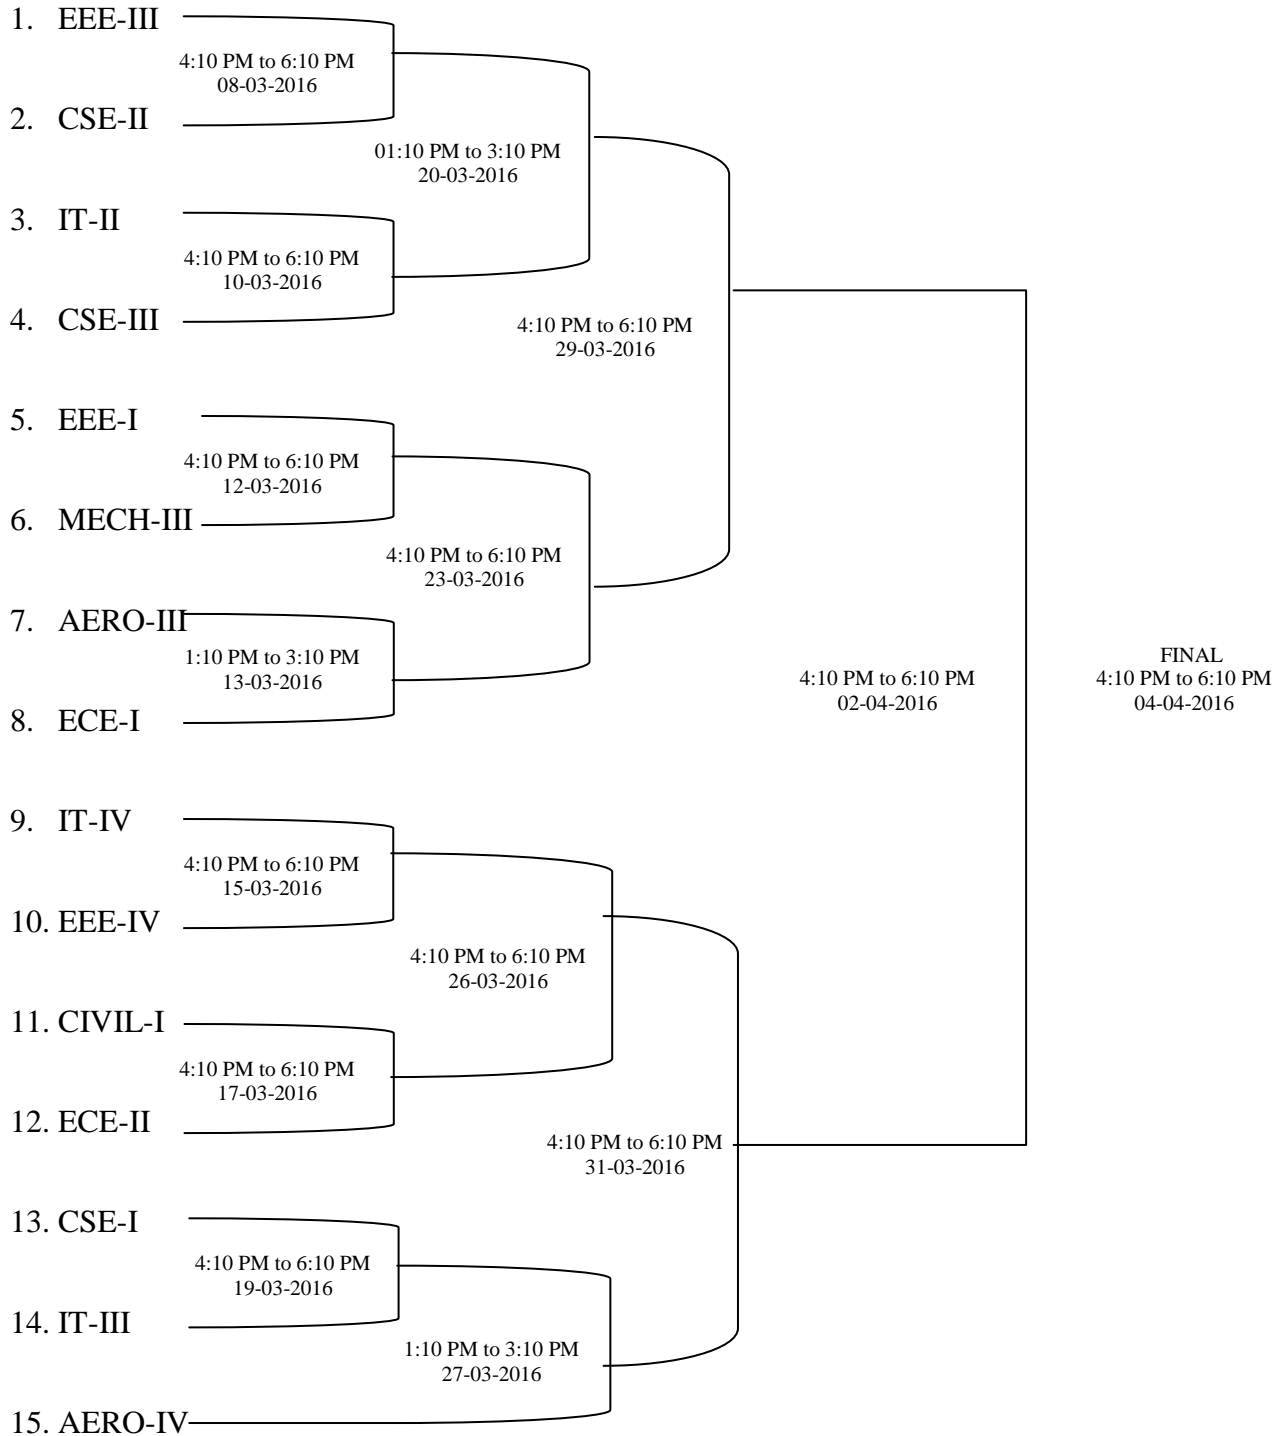 1. EEE-III
4:10 PM to 6:10 PM
08-03-2016
2. CSE-II
01:10 PM to 3:10 PM
20-03-2016
3. IT-II
4:10 PM to 6:10 PM
10-03-2016
4. CSE-III
4:10 PM to 6:10 PM
29-03-2016
5. EEE-I
4:10 PM to 6:10 PM
12-03-2016
6. MECH-III
4:10 PM to 6:10 PM
23-03-2016
7. AERO-III
1:10 PM to 3:10 PM
13-03-2016
8. ECE-I
4:10 PM to 6:10 PM
02-04-2016
FINAL
4:10 PM to 6:10 PM
04-04-2016
9. IT-IV
4:10 PM to 6:10 PM
15-03-2016
10. EEE-IV
4:10 PM to 6:10 PM
26-03-2016
11. CIVIL-I
4:10 PM to 6:10 PM
17-03-2016
12. ECE-II
4:10 PM to 6:10 PM
31-03-2016
13. CSE-I
4:10 PM to 6:10 PM
19-03-2016
14. IT-III
1:10 PM to 3:10 PM
27-03-2016
15. AERO-IV